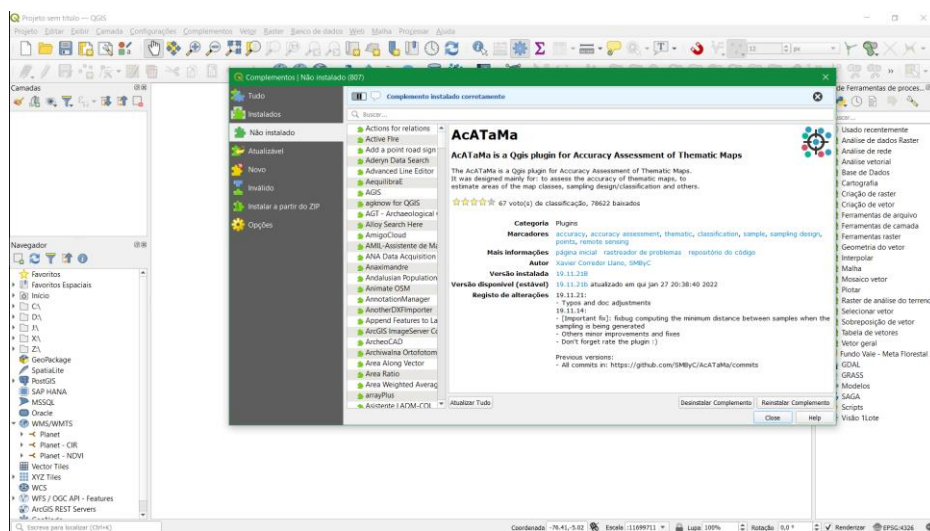 Projeto sem título — QGIS
Projeto Editar Exibir Camada Configurações Complementos Vetor Raster Banco de dados Web Malha Processar Ajuda
Camadas
Navegador
Favoritos
Favoritos Espaciais
Início
C:\
D:\
J:\
X:\
Z:\
GeoPackage
SpatiaLite
PostGIS
SAP HANA
MSSQL
Oracle
WMS/WMTS
Planet
Planet - CIR
Planet - NDVI
Vector Tiles
XYZ Tiles
WCS
WFS / OGC API - Features
ArcGIS REST Servers
Complementos | Não instalado (807)
Tudo
Instalados
Não instalado
Atualizável
Novo
Inválido
Instalar a partir do ZIP
Opções
Complemento instalado corretamente
Buscar...
Actions for relations
Active Fire
Add a point road sign
Aderyn Data Search
Advanced Line Editor
AequilibraE
AGIS
agknow for QGIS
AGT - Archaeological
Alloy Search Here
AmigoCloud
AMIL-Assistente de Ma
ANA Data Acquisition
Anaximandre
Andalusian Population
Animate OSM
AnnotationManager
AnotherDXFImporter
Append Features to La
ArcGIS ImageServer Co
ArcheoCAD
Archiwalna Ortofotom
Area Along Vector
Area Ratio
Area Weighted Averag
arrayPlus
Asistente LADM-COL
AcATaMa
AcATaMa is a Qgis plugin for Accuracy Assessment of Thematic Maps
The AcATaMa is a Qgis plugin for Accuracy Assessment of Thematic Maps.
It was designed mainly for: to assess the accuracy of thematic maps, to
estimate areas of the map classes, sampling design/classification and others.
67 voto(s) de classificação, 78622 baixados
Categoria Plugins
Marcadores accuracy, accuracy assessment, thematic, classification, sample, sampling design,
points, remote sensing
Mais informações página inicial rastreador de problemas repositório do código
Autor Xavier Corredor Llano, SMByC
Versão instalada 19.11.21B
Versão disponível (estável) 19.11.21b atualizado em qui jan 27 20:38:40 2022
Registo de alterações 19.11.21:
- Typos and doc adjustments
19.11.14:
- [Important fix]: fixbug computing the minimum distance between samples when the
sampling is being generated
- Others minor improvements and fixes
- Don't forget rate the plugin :)
Previous versions:
- All commits in: https://github.com/SMByC/AcATaMa/commits
Atualizar Tudo
Desinstalar Complemento
Reinstalar Complemento
Close
Help
de Ferramentas de proces...
Usado recentemente
Análise de dados Raster
Análise de rede
Análise vetorial
Base de Dados
Cartografia
Criação de raster
Criação de vetor
Ferramentas de arquivo
Ferramentas de camada
Ferramentas raster
Geometria do vetor
Interpolar
Malha
Mosaico vetor
Plotar
Raster de análise do terreno
Selecionar vetor
Sobreposição de vetor
Tabela de vetores
Vetor geral
Fundo Vale - Meta Florestal
GDAL
GRASS
Modelos
SAGA
Scripts
Visão 1Lote
Escreva para localizar (Ctrl+K)
Coordenada -76.41,-5.02 Escala :11699711 Lupa 100% Rotação 0,0 ° Renderizar EPSG:4326